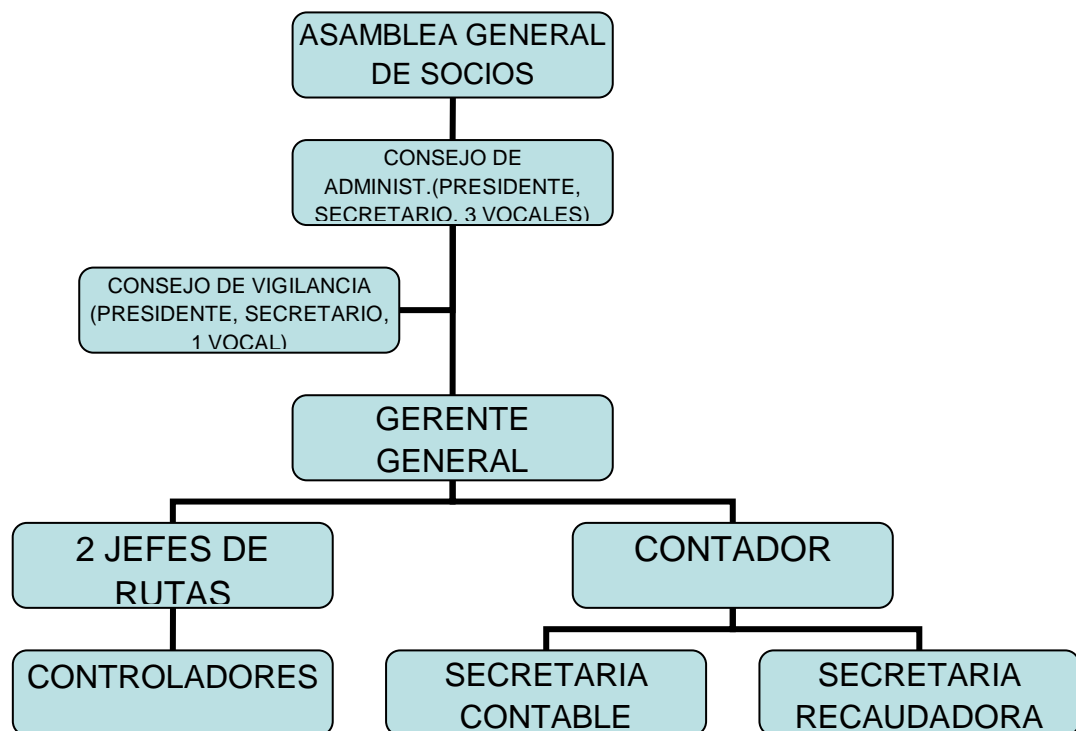 ASAMBLEA GENERAL
DE SOCIOS
CONSEJO DE
ADMINIST.(PRESIDENTE,
SECRETARIO, 3 VOCALES)
CONSEJO DE VIGILANCIA
(PRESIDENTE, SECRETARIO,
1 VOCAL)
GERENTE
GENERAL
2 JEFES DE
RUTAS
CONTADOR
CONTROLADORES
SECRETARIA
CONTABLE
SECRETARIA
RECAUDADORA